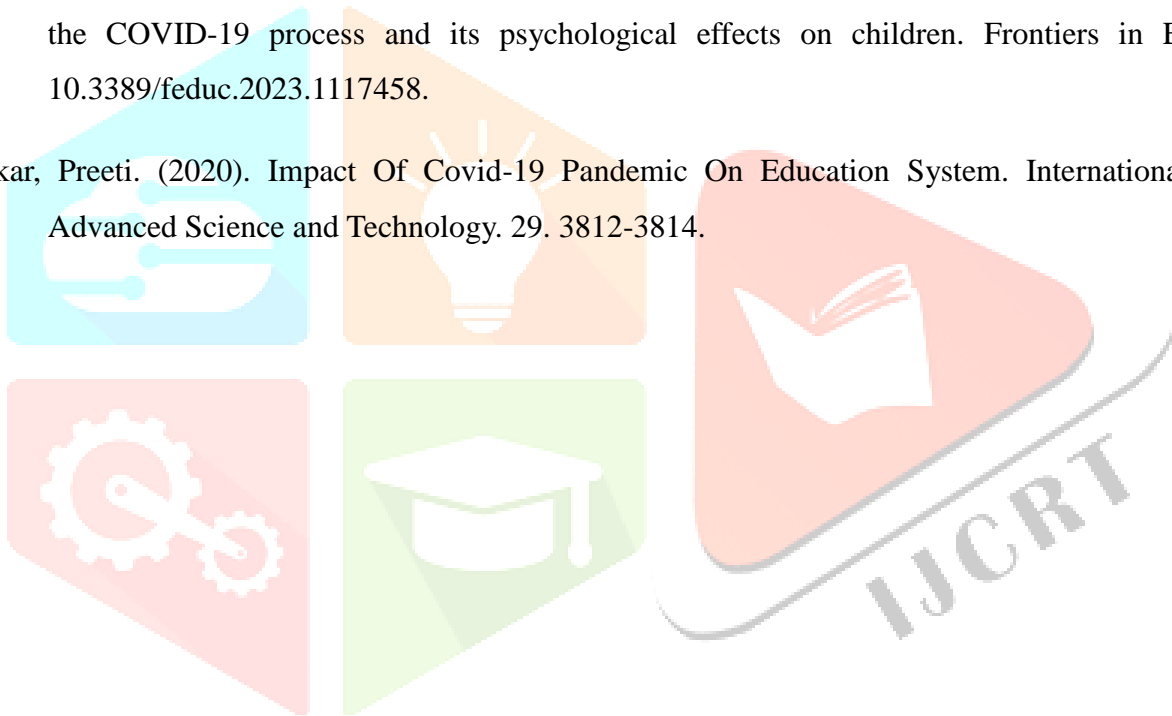 the COVID-19 process and its psychological effects on children. Frontiers in
10.3389/feduc.2023.1117458.
kar, Preeti. (2020). Impact Of Covid-19 Pandemic On Education System. Internationa
Advanced Science and Technology. 29. 3812-3814.
IJCRT